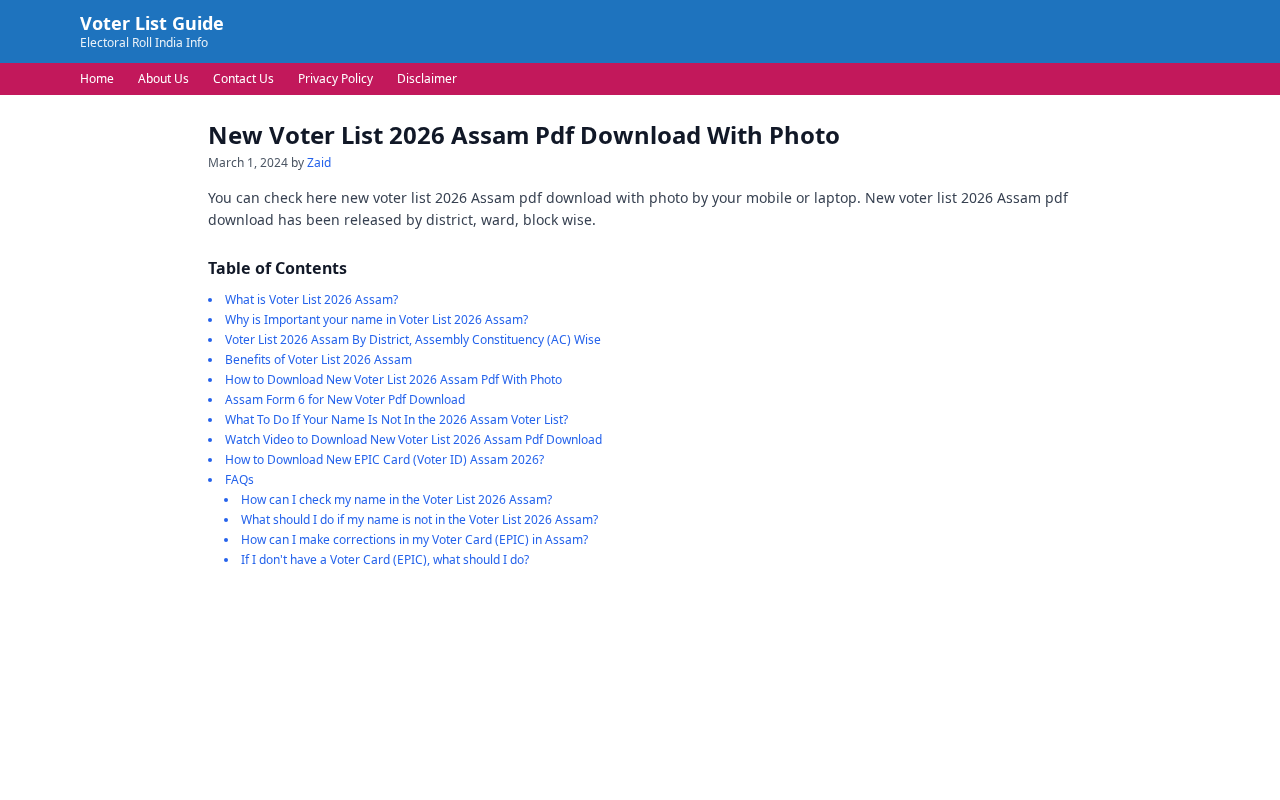 Voter List Guide
Electoral Roll India Info
Home About Us Contact Us Privacy Policy Disclaimer
New Voter List 2026 Assam Pdf Download With Photo
March 1, 2024 by Zaid
You can check here new voter list 2026 Assam pdf download with photo by your mobile or laptop. New voter list 2026 Assam pdf
download has been released by district, ward, block wise.
Table of Contents
What is Voter List 2026 Assam?
Why is Important your name in Voter List 2026 Assam?
Voter List 2026 Assam By District, Assembly Constituency (AC) Wise
Benefits of Voter List 2026 Assam
How to Download New Voter List 2026 Assam Pdf With Photo
Assam Form 6 for New Voter Pdf Download
What To Do If Your Name Is Not In the 2026 Assam Voter List?
Watch Video to Download New Voter List 2026 Assam Pdf Download
How to Download New EPIC Card (Voter ID) Assam 2026?
FAQs
How can I check my name in the Voter List 2026 Assam?
What should I do if my name is not in the Voter List 2026 Assam?
How can I make corrections in my Voter Card (EPIC) in Assam?
If I don't have a Voter Card (EPIC), what should I do?